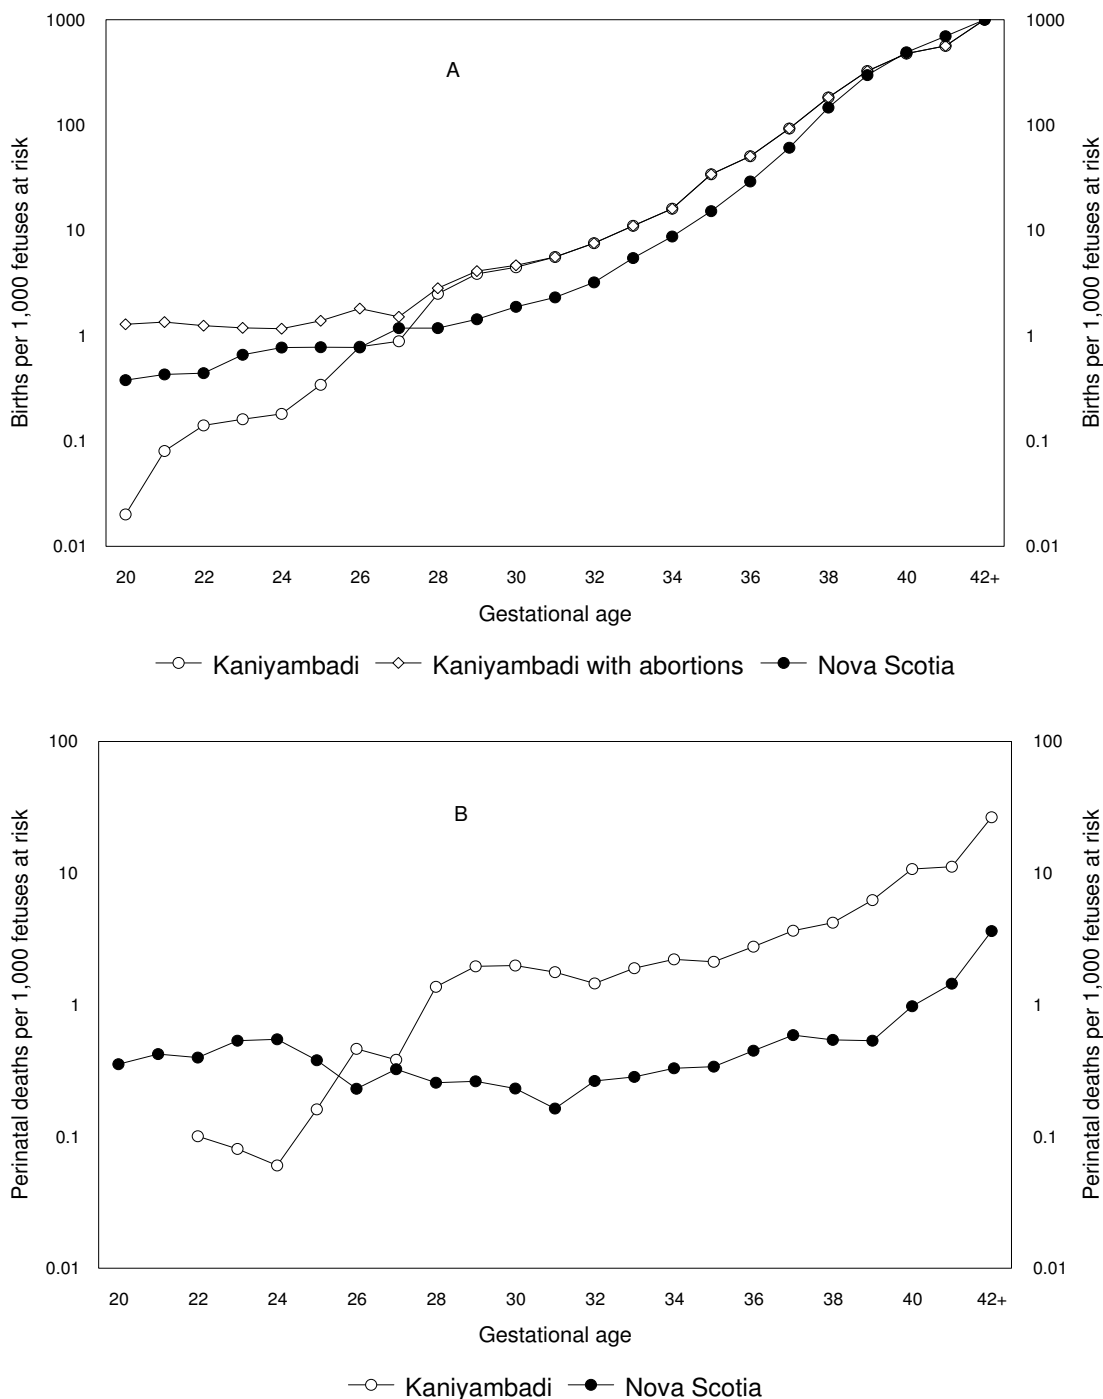 1000
100
10
1
0.1
0.01
Births per 1,000 fetuses at risk
A
1000
100
10
1
0.1
0.01
Births per 1,000 fetuses at risk
20 22 24 26 28 30 32 34 36 38 40 42+
Gestational age
Kaniyambadi Kaniyambadi with abortions Nova Scotia
100
10
1
0.1
0.01
Perinatal deaths per 1,000 fetuses at risk
B
100
10
1
0.1
0.01
Perinatal deaths per 1,000 fetuses at risk
20 22 24 26 28 30 32 34 36 38 40 42+
Gestational age
Kaniyambadi Nova Scotia